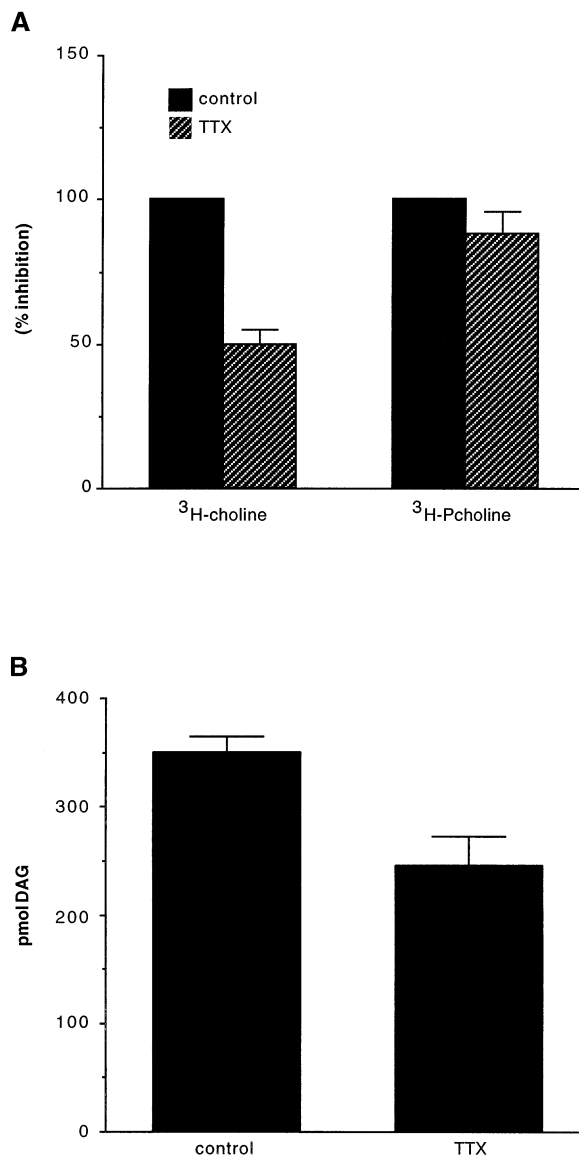 A
150
control
TTX
100
(% inhibition)
50
0
3H-choline
3H-Pcholine
B
400
300
pmol DAG
200
100
0
control
TTX